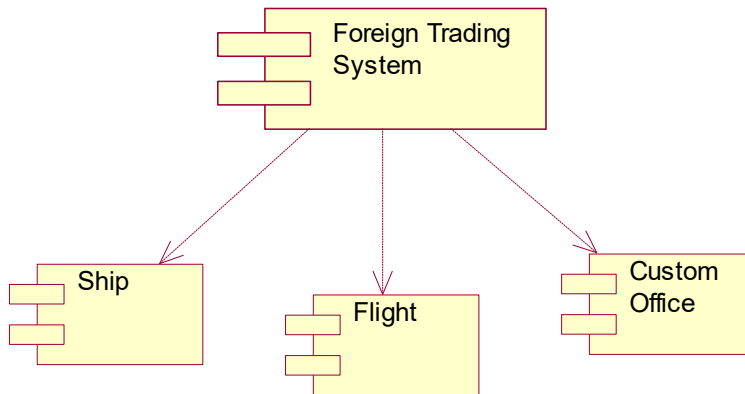 Foreign Trading
System
Ship
Flight
Custom
Office